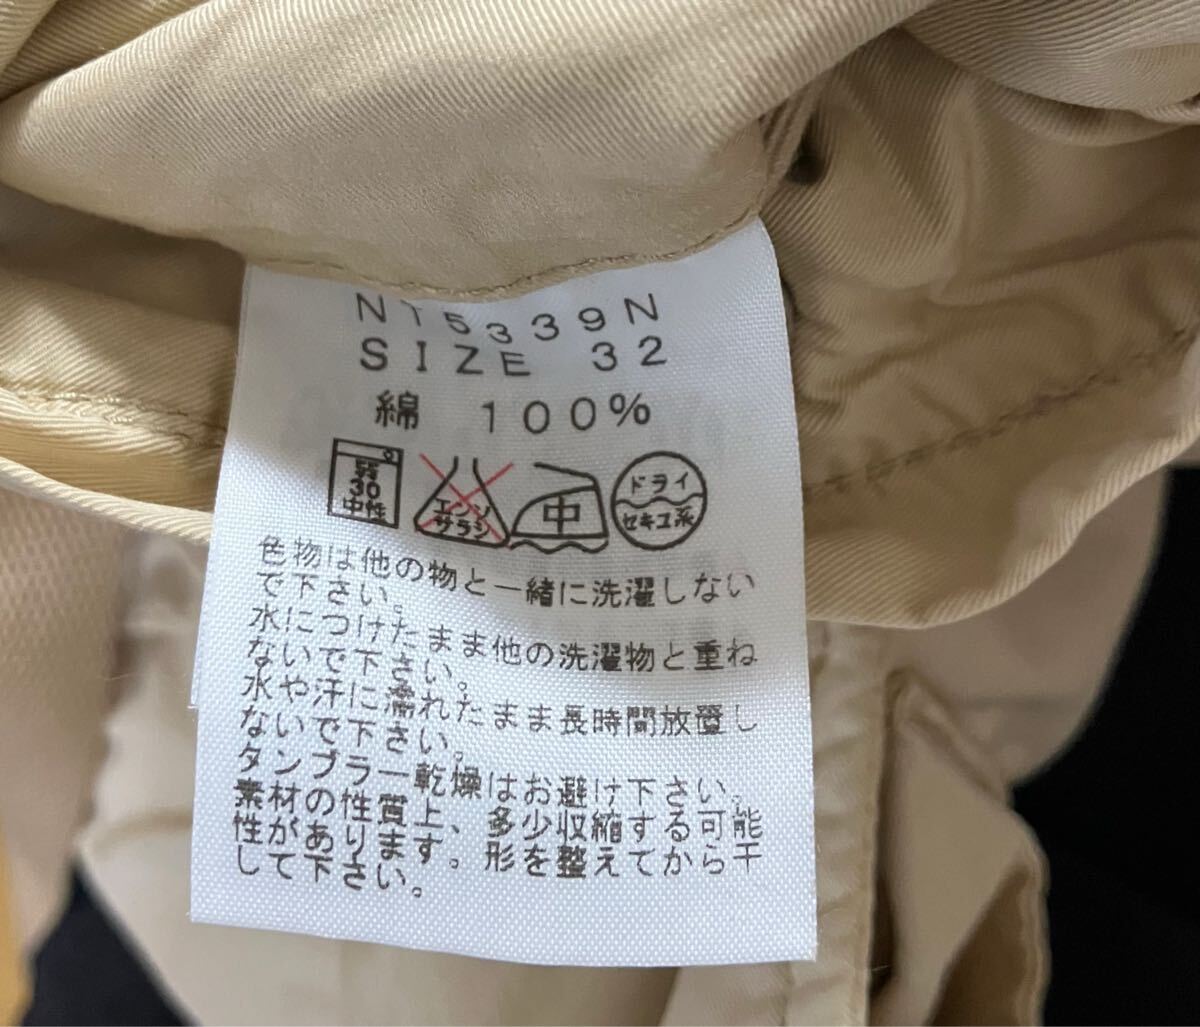 NT5339N
SIZE 32
綿 100%
弱
30
中性
エンソ
サラシ
中
ドライ
セキユ系
色物は他の物と一緒に洗濯しない
で下さい。
水につけたまま他の洗濯物と重ね
ないで下さい。
水や汗に濡れたまま長時間放置し
ないで下さい。
タンブラー乾燥はお避け下さい。
素材の性質上、多少収縮する可能
性があります。形を整えてから干
して下さい。